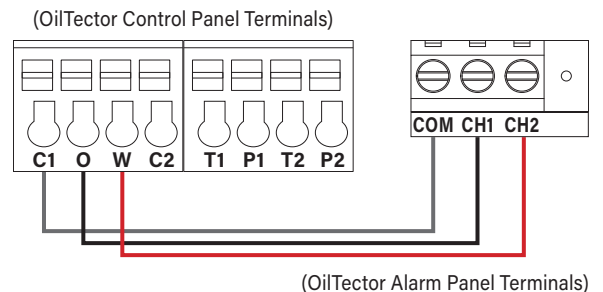 (OilTector Control Panel Terminals)
COM CH1 CH2
C1 O W C2 T1 P1 T2 P2
(OilTector Alarm Panel Terminals)